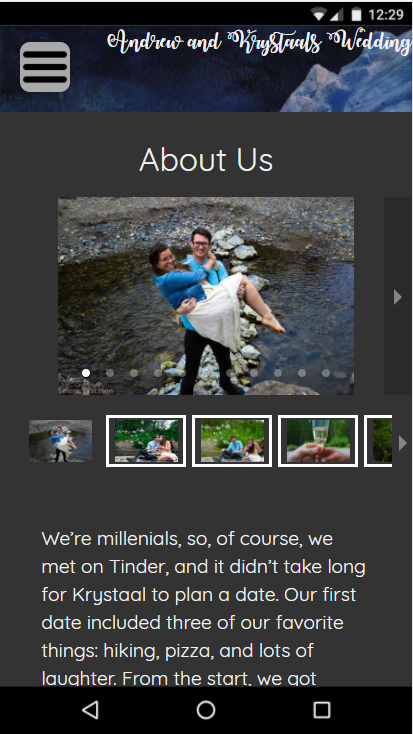 12:29
Andrew and Krystaals Wedding
About Us
We're millenials, so, of course, we
met on Tinder, and it didn't take long
for Krystaal to plan a date. Our first
date included three of our favorite
things: hiking, pizza, and lots of
laughter. From the start, we got